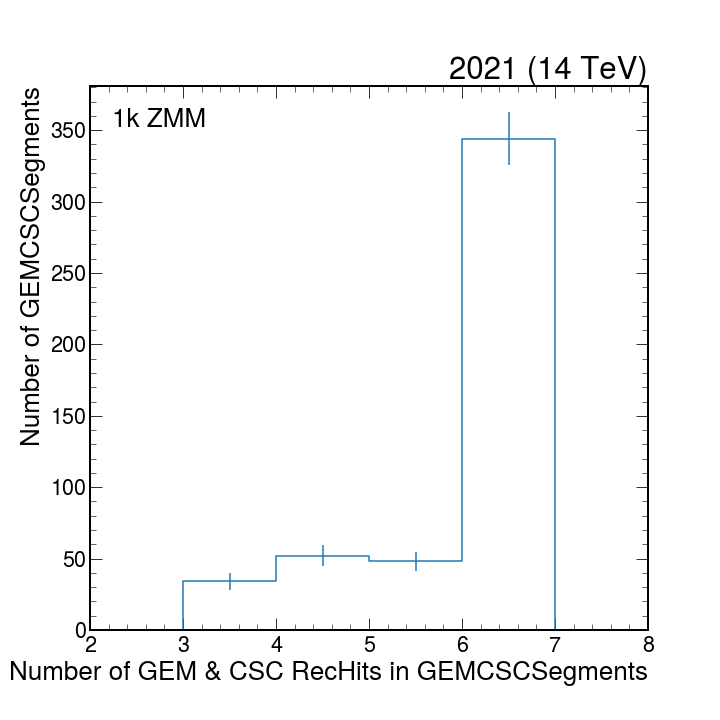 2021 (14 TeV)
1k ZMM
Number of GEMCSCSegments
350
300
250
200
150
100
50
0
2 3 4 5 6 7 8
Number of GEM & CSC RecHits in GEMCSCSegments